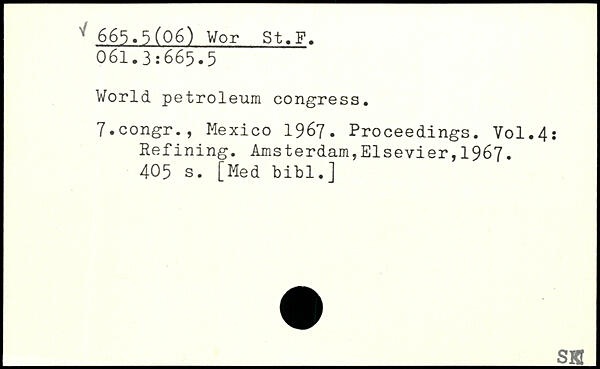 √ 665.5(06) Wor St.F.
061.3:665.5
World petroleum congress.
7.congr., Mexico 1967. Proceedings. Vol.4:
Refining. Amsterdam,Elsevier,1967.
405 s. [Med bibl.]